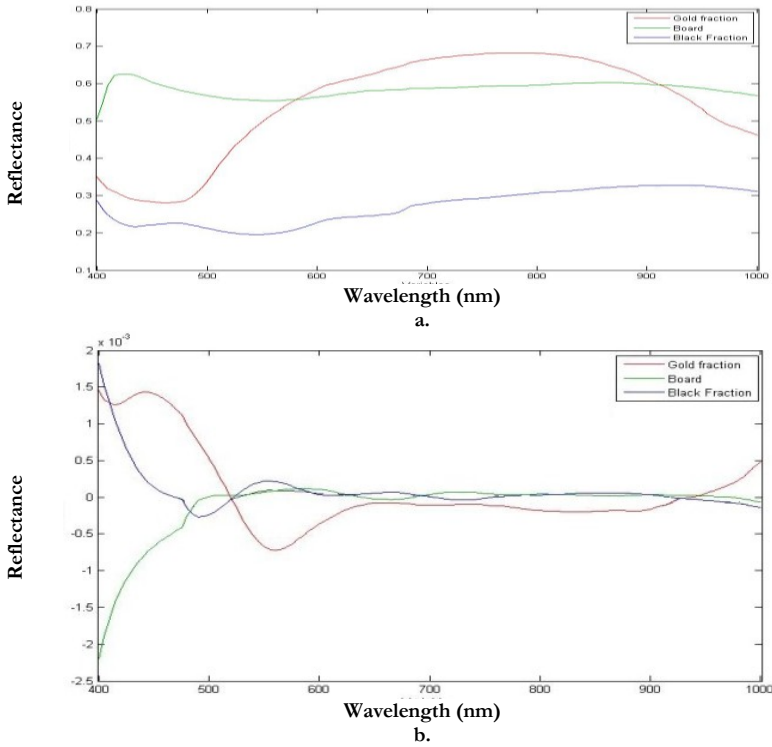 0.8
0.7
0.6
0.5
0.4
0.3
0.2
0.1
Reflectance
Gold fraction
Board
Black Fraction
400 500 600 700 800 900 1000
Wavelength (nm)
a.
x 10⁻³
2
1.5
1
0.5
0
-0.5
-1
-1.5
-2
-2.5
Reflectance
Gold fraction
Board
Black Fraction
400 500 600 700 800 900 1000
Wavelength (nm)
b.